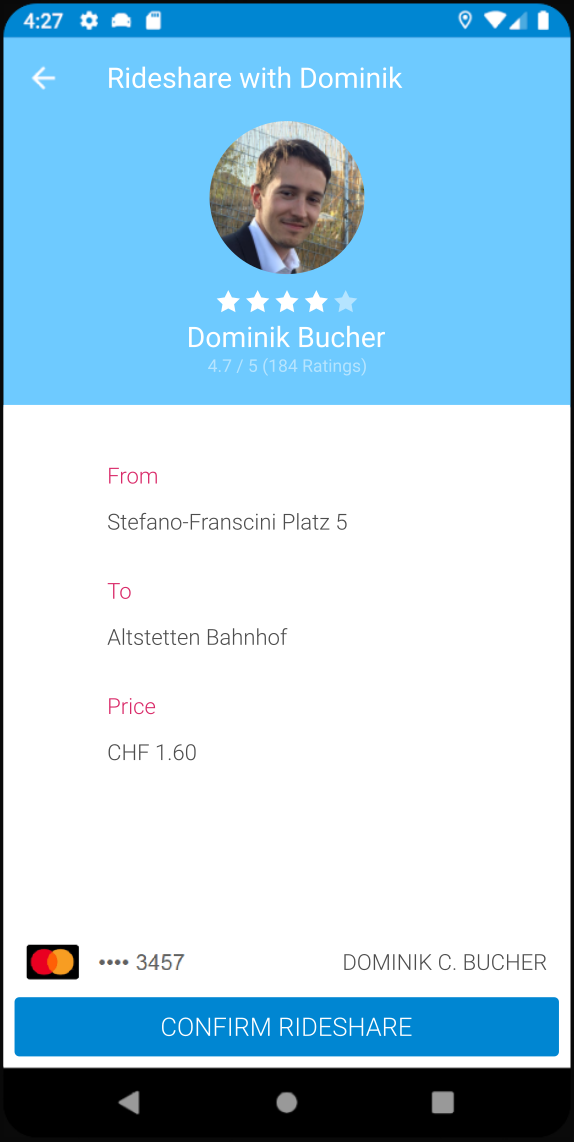 4:27
Rideshare with Dominik
Dominik Bucher
4.7 / 5 (184 Ratings)
From
Stefano-Franscini Platz 5
To
Altstetten Bahnhof
Price
CHF 1.60
•••• 3457 DOMINIK C. BUCHER
CONFIRM RIDESHARE